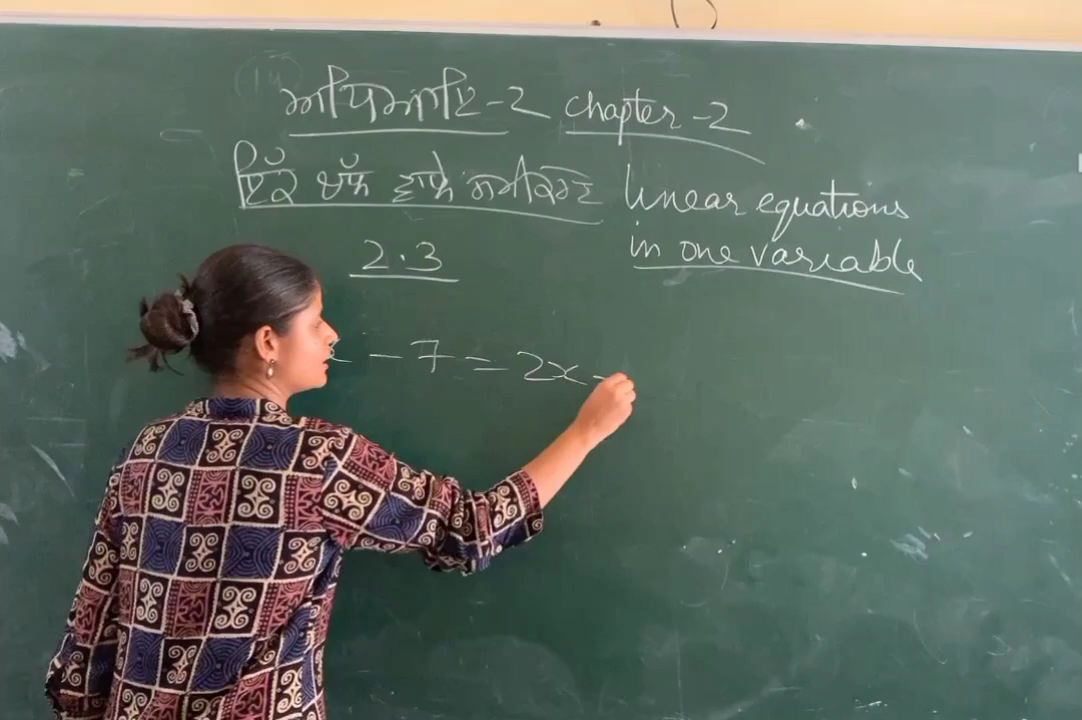 ਅਧਿਆਇ-2 chapter-2
ਇੱਕ ਚੱਲ ਵਾਲੇ ਸਮੀਕਰਣ linear equations
in one variable
2.3
x - 7 = 2x -